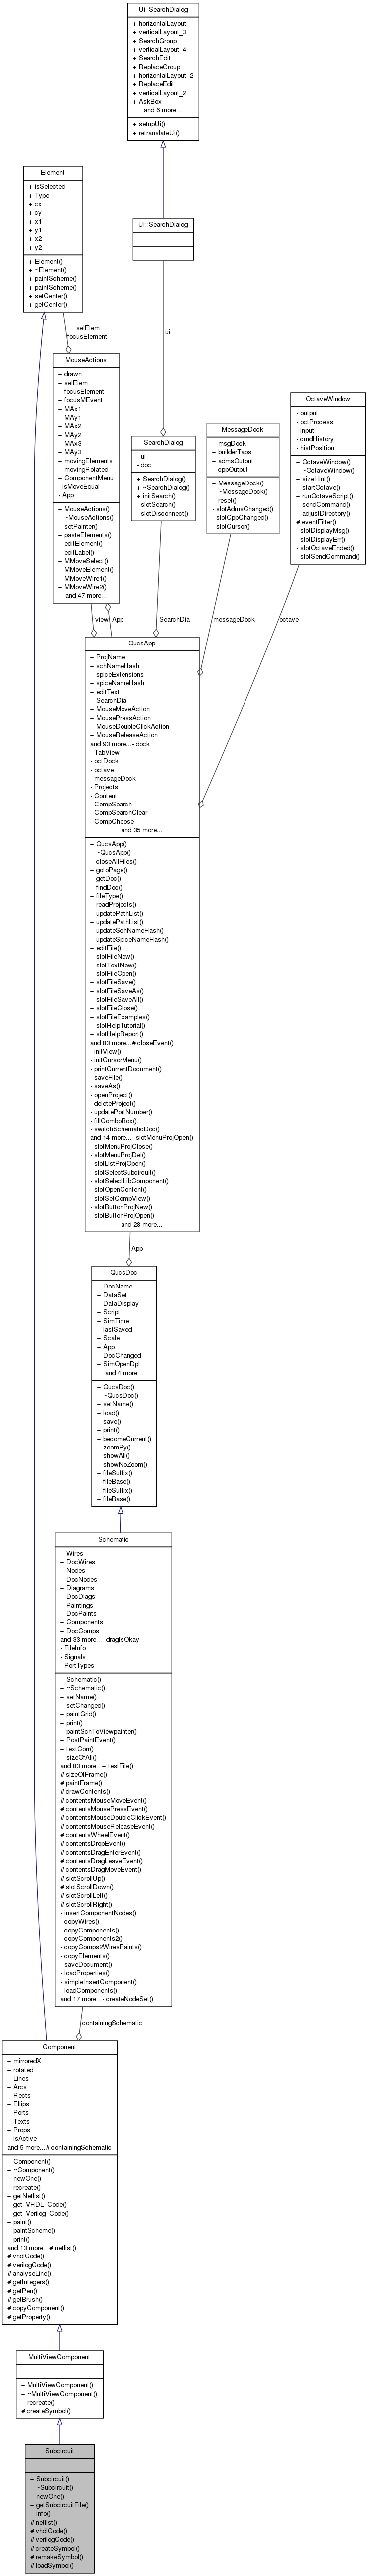 Ui_SearchDialog
+ horizontalLayout
+ verticalLayout_3
+ SearchGroup
+ verticalLayout_4
+ SearchEdit
+ ReplaceGroup
+ horizontalLayout_2
+ ReplaceEdit
+ verticalLayout_2
+ AskBox
and 6 more...
+ setupUi()
+ retranslateUi()
Element
+ isSelected
+ Type
+ cx
+ cy
+ x1
+ y1
+ x2
+ y2
+ Element()
+ ~Element()
+ paintScheme()
+ paintScheme()
+ setCenter()
+ getCenter()
Ui::SearchDialog
selElem
focusElement
ui
MouseActions
+ drawn
+ selElem
+ focusElement
+ focusMEvent
+ MAx1
+ MAy1
+ MAx2
+ MAy2
+ MAx3
+ MAy3
+ movingElements
+ movingRotated
+ ComponentMenu
- isMoveEqual
- App
+ MouseActions()
+ ~MouseActions()
+ setPainter()
+ pasteElements()
+ editElement()
+ editLabel()
+ MMoveSelect()
+ MMoveElement()
+ MMoveWire1()
+ MMoveWire2()
and 47 more...
SearchDialog
- ui
- doc
+ SearchDialog()
+ ~SearchDialog()
+ initSearch()
- slotSearch()
- slotDisconnect()
MessageDock
+ msgDock
+ builderTabs
+ admsOutput
+ cppOutput
+ MessageDock()
+ ~MessageDock()
+ reset()
- slotAdmsChanged()
- slotCppChanged()
- slotCursor()
OctaveWindow
- output
- octProcess
- input
- cmdHistory
- histPosition
+ OctaveWindow()
+ ~OctaveWindow()
+ sizeHint()
+ startOctave()
+ runOctaveScript()
+ sendCommand()
+ adjustDirectory()
# eventFilter()
- slotDisplayMsg()
- slotDisplayErr()
- slotOctaveEnded()
- slotSendCommand()
view
App
SearchDia
messageDock
octave
QucsApp
+ ProjName
+ schNameHash
+ spiceExtensions
+ spiceNameHash
+ editText
+ SearchDia
+ MouseMoveAction
+ MousePressAction
+ MouseDoubleClickAction
+ MouseReleaseAction
and 93 more...- dock
- TabView
- octDock
- octave
- messageDock
- Projects
- Content
- CompSearch
- CompSearchClear
- CompChoose
and 35 more...
+ QucsApp()
+ ~QucsApp()
+ closeAllFiles()
+ gotoPage()
+ getDoc()
+ findDoc()
+ fileType()
+ readProjects()
+ updatePathList()
+ updatePathList()
+ updateSchNameHash()
+ updateSpiceNameHash()
+ editFile()
+ slotFileNew()
+ slotTextNew()
+ slotFileOpen()
+ slotFileSave()
+ slotFileSaveAs()
+ slotFileSaveAll()
+ slotFileClose()
+ slotFileExamples()
+ slotHelpTutorial()
+ slotHelpReport()
and 83 more...# closeEvent()
- initView()
- initCursorMenu()
- printCurrentDocument()
- saveFile()
- saveAs()
- openProject()
- deleteProject()
- updatePortNumber()
- fillComboBox()
- switchSchematicDoc()
and 14 more...- slotMenuProjOpen()
- slotMenuProjClose()
- slotMenuProjDel()
- slotListProjOpen()
- slotSelectSubcircuit()
- slotSelectLibComponent()
- slotOpenContent()
- slotSetCompView()
- slotButtonProjNew()
- slotButtonProjOpen()
and 28 more...
App
QucsDoc
+ DocName
+ DataSet
+ DataDisplay
+ Script
+ SimTime
+ lastSaved
+ Scale
+ App
+ DocChanged
+ SimOpenDpl
and 4 more...
+ QucsDoc()
+ ~QucsDoc()
+ setName()
+ load()
+ save()
+ print()
+ becomeCurrent()
+ zoomBy()
+ showAll()
+ showNoZoom()
+ fileSuffix()
+ fileBase()
+ fileSuffix()
+ fileBase()
Schematic
+ Wires
+ DocWires
+ Nodes
+ DocNodes
+ Diagrams
+ DocDiags
+ Paintings
+ DocPaints
+ Components
+ DocComps
and 33 more...- dragIsOkay
- FileInfo
- Signals
- PortTypes
+ Schematic()
+ ~Schematic()
+ setName()
+ setChanged()
+ paintGrid()
+ print()
+ paintSchToViewpainter()
+ PostPaintEvent()
+ textCorr()
+ sizeOfAll()
and 83 more...+ testFile()
# sizeOfFrame()
# paintFrame()
# drawContents()
# contentsMouseMoveEvent()
# contentsMousePressEvent()
# contentsMouseDoubleClickEvent()
# contentsMouseReleaseEvent()
# contentsWheelEvent()
# contentsDropEvent()
# contentsDragEnterEvent()
# contentsDragLeaveEvent()
# contentsDragMoveEvent()
# slotScrollUp()
# slotScrollDown()
# slotScrollLeft()
# slotScrollRight()
- insertComponentNodes()
- copyWires()
- copyComponents()
- copyComponents2()
- copyComps2WiresPaints()
- copyElements()
- saveDocument()
- loadProperties()
- simpleInsertComponent()
- loadComponents()
and 17 more...- createNodeSet()
containingSchematic
Component
+ mirroredX
+ rotated
+ Lines
+ Arcs
+ Rects
+ Ellips
+ Ports
+ Texts
+ Props
+ isActive
and 5 more...# containingSchematic
+ Component()
+ ~Component()
+ newOne()
+ recreate()
+ getNetlist()
+ get_VHDL_Code()
+ get_Verilog_Code()
+ paint()
+ paintScheme()
+ print()
and 13 more...# netlist()
# vhdlCode()
# verilogCode()
# analyseLine()
# getIntegers()
# getPen()
# getBrush()
# copyComponent()
# getProperty()
MultiViewComponent
+ MultiViewComponent()
+ ~MultiViewComponent()
+ recreate()
# createSymbol()
Subcircuit
+ Subcircuit()
+ ~Subcircuit()
+ newOne()
+ getSubcircuitFile()
+ info()
# netlist()
# vhdlCode()
# verilogCode()
# createSymbol()
# remakeSymbol()
# loadSymbol()